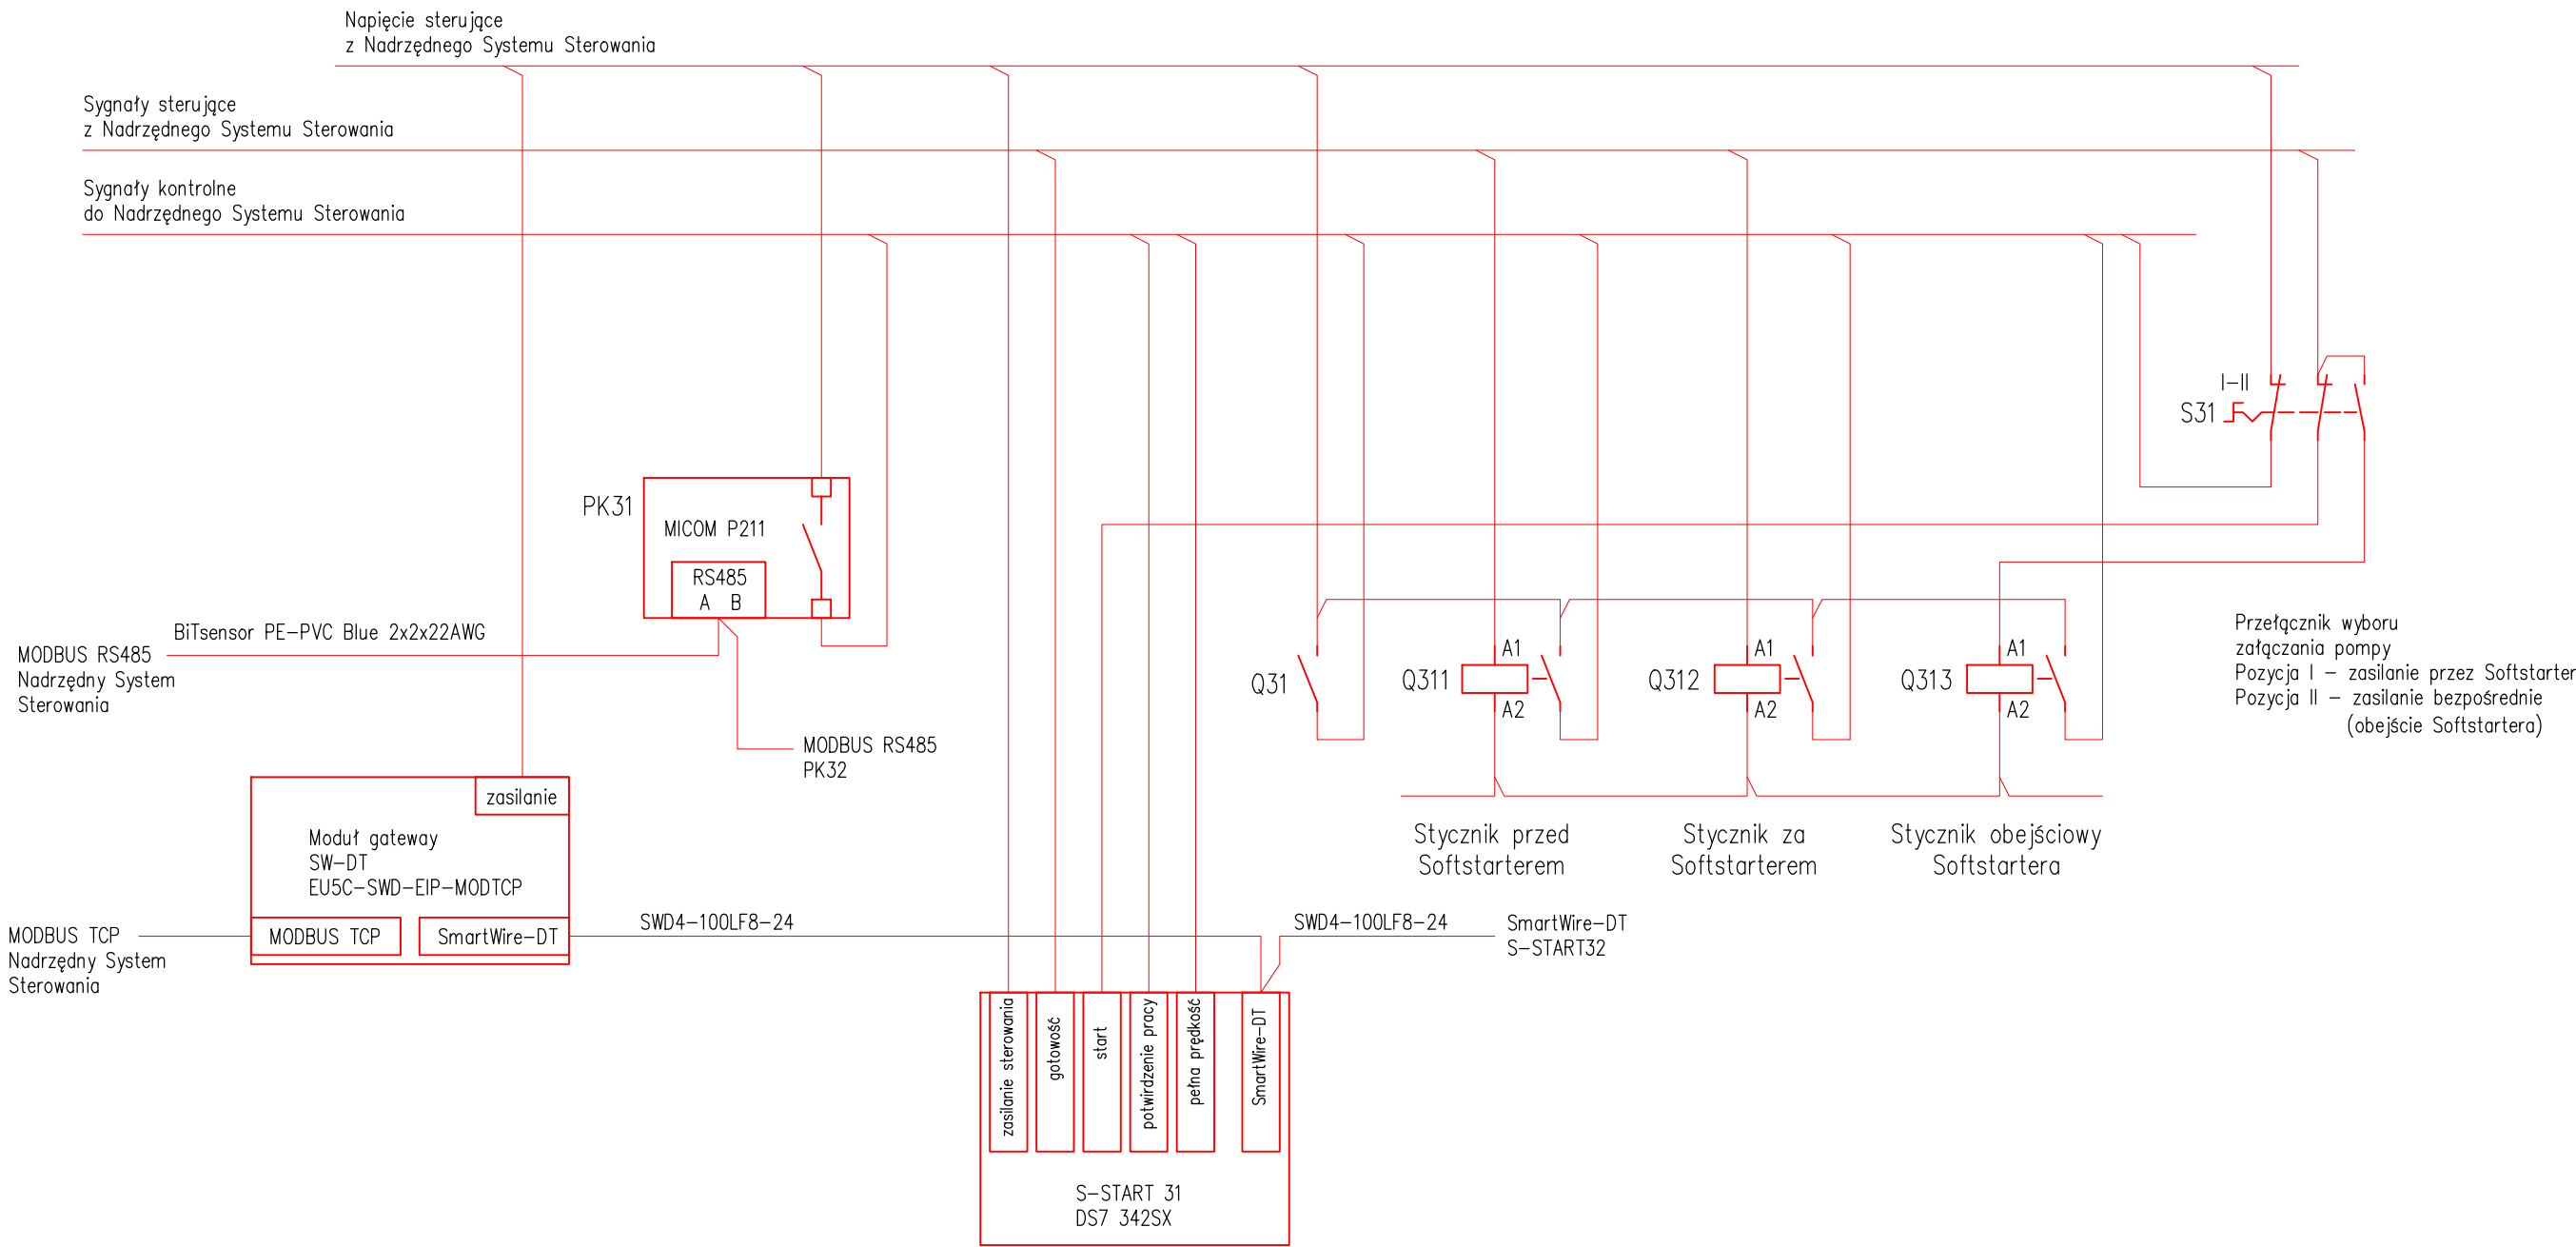 Napięcie sterujące
z Nadrzędnego Systemu Sterowania
Sygnały sterujące
z Nadrzędnego Systemu Sterowania
Sygnały kontrolne
do Nadrzędnego Systemu Sterowania
I-II
S31
PK31
MICOM P211
RS485
A B
BiTsensor PE-PVC Blue 2x2x22AWG
MODBUS RS485
Nadrzędny System
Sterowania
MODBUS RS485
PK32
Q31
Q311
A1
A2
Q312
A1
A2
Q313
A1
A2
Przełącznik wyboru
załączania pompy
Pozycja I - zasilanie przez Softstarter
Pozycja II - zasilanie bezpośrednie
(obejście Softstartera)
Stycznik przed
Softstarterem
Stycznik za
Softstarterem
Stycznik obejściowy
Softstartera
zasilanie
Moduł gateway
SW-DT
EU5C-SWD-EIP-MODTCP
MODBUS TCP
SmartWire-DT
MODBUS TCP
Nadrzędny System
Sterowania
SWD4-100LF8-24
SWD4-100LF8-24
SmartWire-DT
S-START32
zasilanie sterowania
gotowość
start
potwirdzenie pracy
pełna prędkość
SmartWire-DT
S-START 31
DS7 342SX